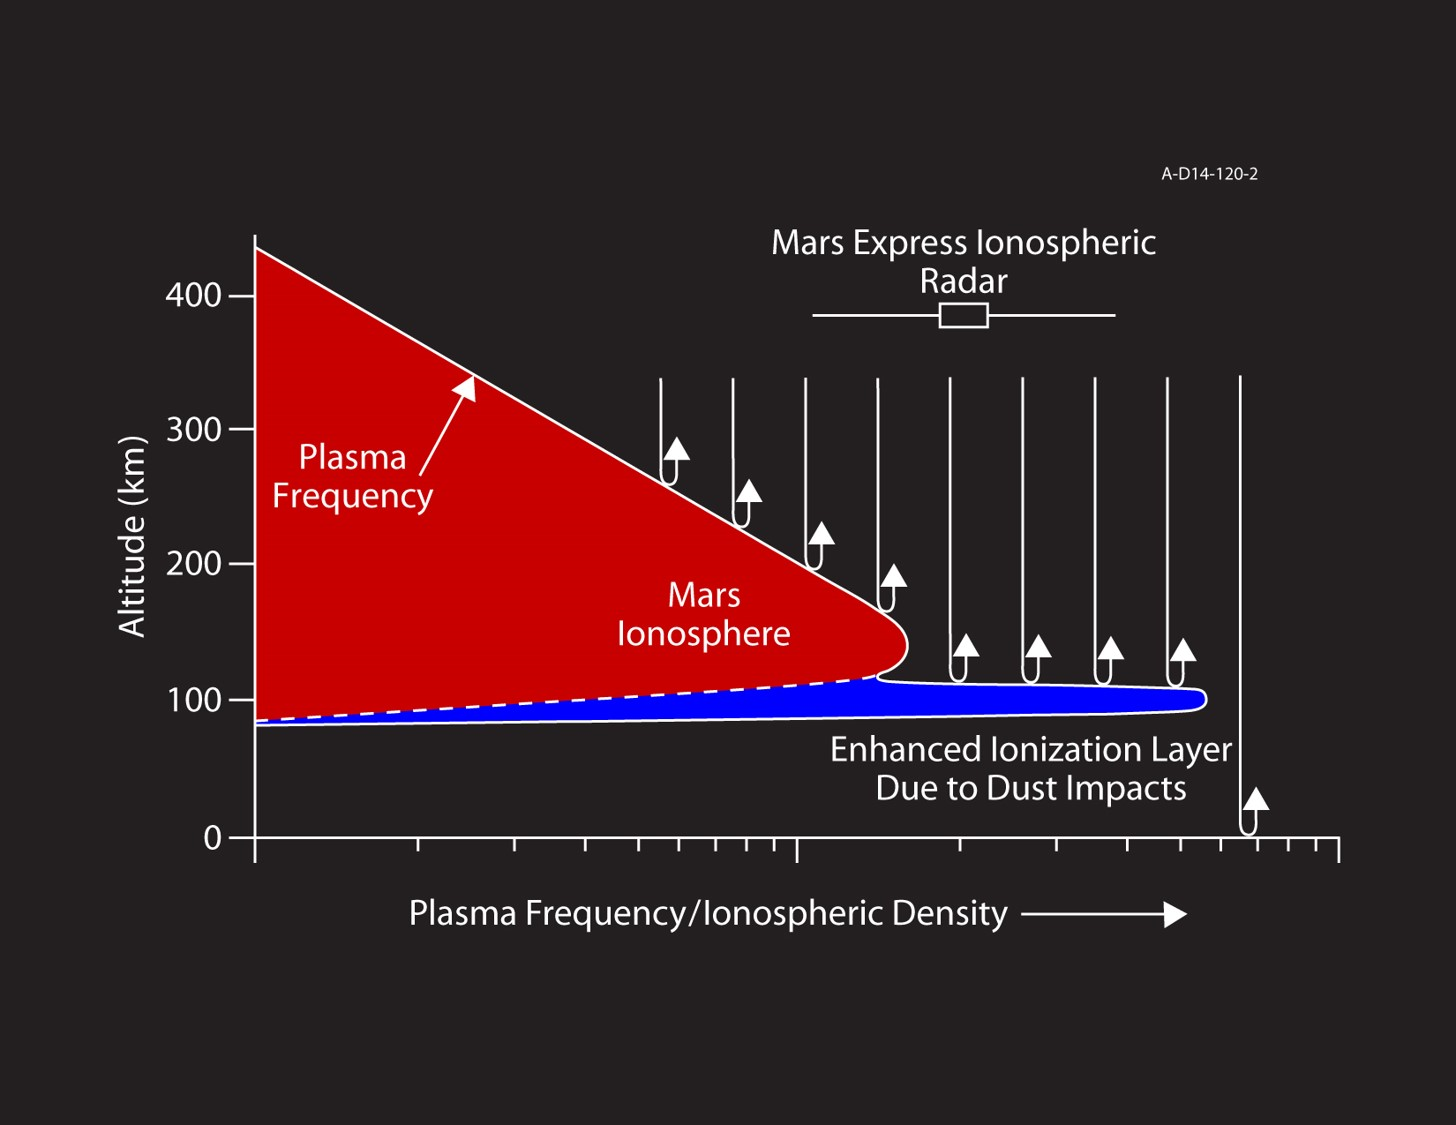 A-D14-120-2
Mars Express Ionospheric
Radar
400
300
200
100
0
Altitude (km)
Plasma
Frequency
Mars
Ionosphere
Enhanced Ionization Layer
Due to Dust Impacts
Plasma Frequency/Ionospheric Density